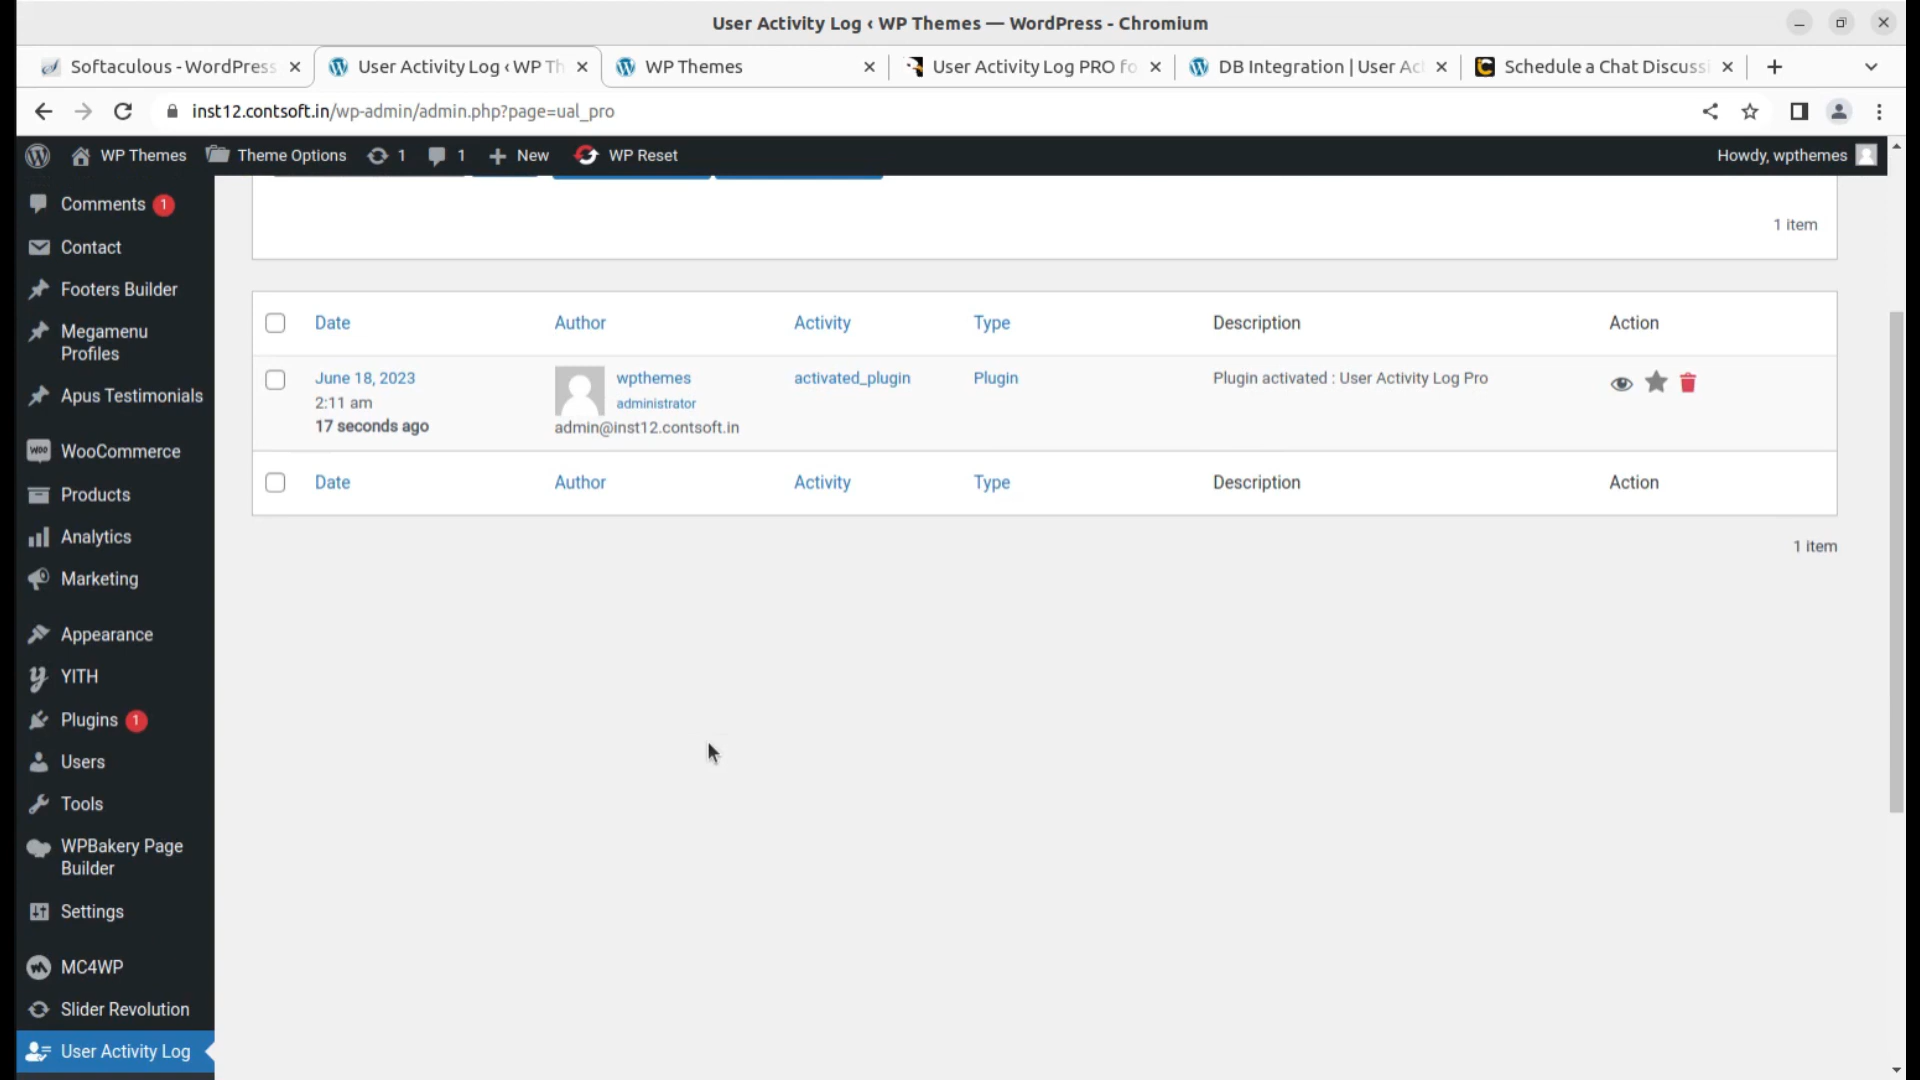 User Activity Log ‹ WP Themes — WordPress - Chromium
Softaculous - WordPress
User Activity Log ‹ WP Th
WP Themes
User Activity Log PRO fo
DB Integration | User Ac
Schedule a Chat Discuss
inst12.contsoft.in/wp-admin/admin.php?page=ual_pro
WP Themes
Theme Options
1
1
New
WP Reset
Howdy, wpthemes
Comments 1
Contact
Footers Builder
Megamenu
Profiles
Apus Testimonials
WooCommerce
Products
Analytics
Marketing
Appearance
YITH
Plugins 1
Users
Tools
WPBakery Page
Builder
Settings
MC4WP
Slider Revolution
User Activity Log
1 item
Date Author Activity Type Description Action
June 18, 2023 wpthemes activated_plugin Plugin Plugin activated : User Activity Log Pro
2:11 am administrator
17 seconds ago admin@inst12.contsoft.in
Date Author Activity Type Description Action
1 item